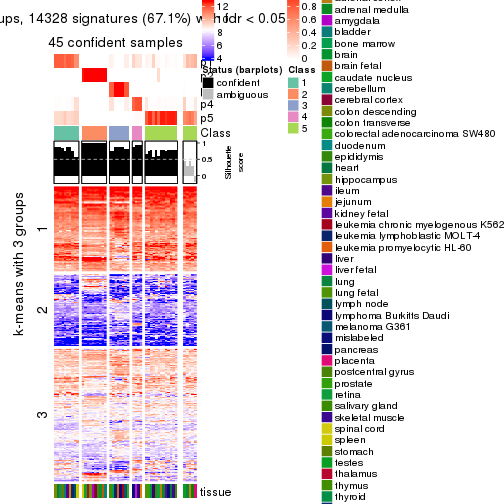 ups, 14328 signatures (67.1%) with fdr < 0.05
45 confident samples
12
10
8
6
4
0.8
0.6
0.4
0.2
0
Status (barplots)
confident
ambiguous
Class
1
2
3
4
5
p4
p5
Class
1
0.5
0
Silhouette
score
k-means with 3 groups
1
2
3
tissue
adrenal medulla
amygdala
bladder
bone marrow
brain
brain fetal
caudate nucleus
cerebellum
cerebral cortex
colon descending
colon transverse
colorectal adenocarcinoma SW480
duodenum
epididymis
heart
hippocampus
ileum
jejunum
kidney fetal
leukemia chronic myelogenous K562
leukemia lymphoblastic MOLT-4
leukemia promyelocytic HL-60
liver
liver fetal
lung
lung fetal
lymph node
lymphoma Burkitts Daudi
melanoma G361
mislabeled
pancreas
placenta
postcentral gyrus
prostate
retina
salivary gland
skeletal muscle
spinal cord
spleen
stomach
testes
thalamus
thymus
thyroid